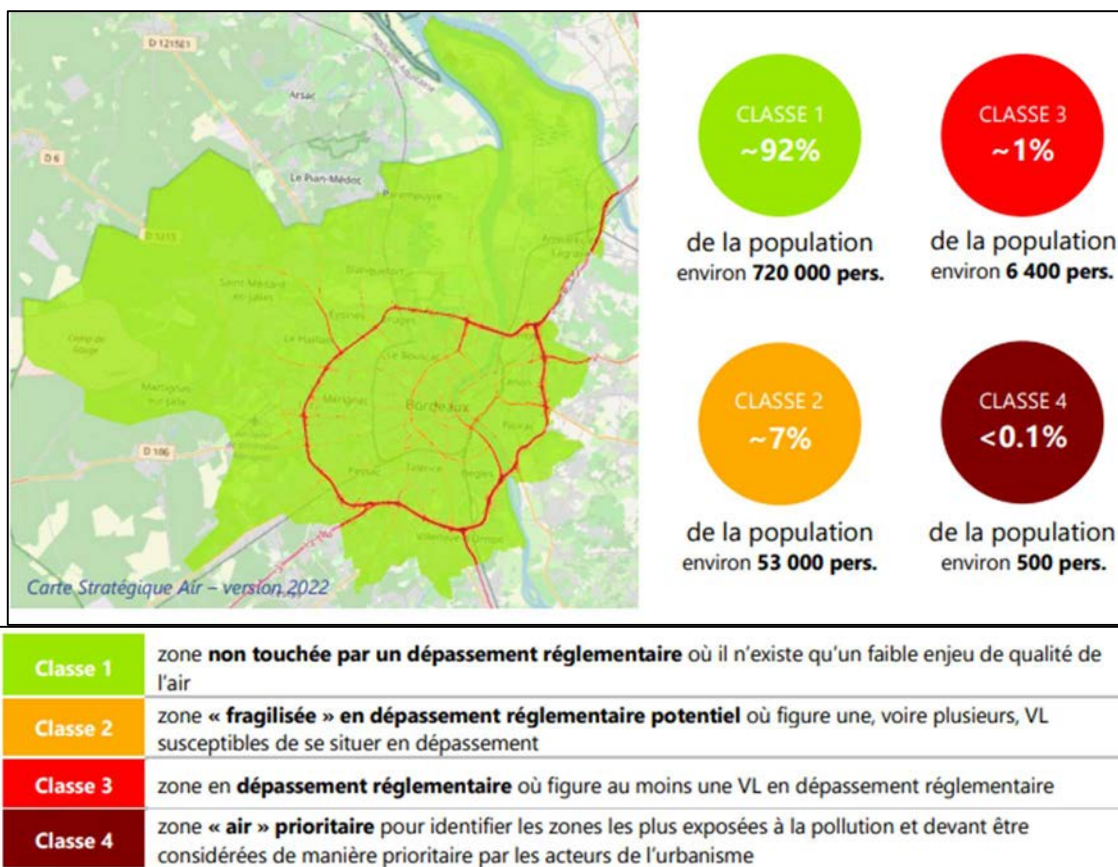 D 1215E1
Arsac
D 6
Le Pian-Médoc
Parempuyre
D 1215
Blanquefort
Saint-Médard
en-Jalles
Eysines
Bruges
Le Haillan
Le Bouscat
Camp de
Souge
Martignas
sur-Jalle
Mérignac
Bordeaux
D 106
Pessac
Talence
Bègles
Villenave-d'Ornon
Carte Stratégique Air – version 2022
CLASSE 1
~92%
de la population
environ 720 000 pers.
CLASSE 3
~1%
de la population
environ 6 400 pers.
CLASSE 2
~7%
de la population
environ 53 000 pers.
CLASSE 4
<0.1%
de la population
environ 500 pers.
Classe 1
zone non touchée par un dépassement réglementaire où il n'existe qu'un faible enjeu de qualité de
l'air
Classe 2
zone « fragilisée » en dépassement réglementaire potentiel où figure une, voire plusieurs, VL
susceptibles de se situer en dépassement
Classe 3
zone en dépassement réglementaire où figure au moins une VL en dépassement réglementaire
Classe 4
zone « air » prioritaire pour identifier les zones les plus exposées à la pollution et devant être
considérées de manière prioritaire par les acteurs de l'urbanisme